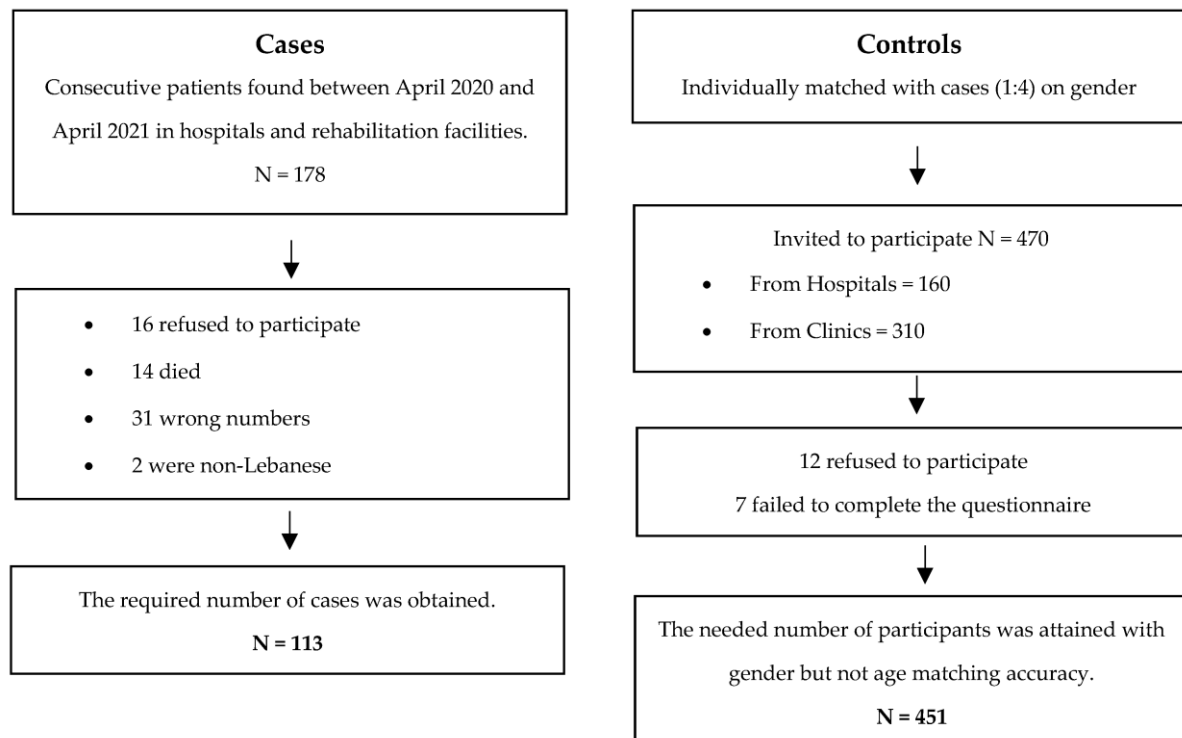 Cases
Consecutive patients found between April 2020 and
April 2021 in hospitals and rehabilitation facilities.
N = 178
• 16 refused to participate
• 14 died
• 31 wrong numbers
• 2 were non-Lebanese
The required number of cases was obtained.
N = 113
Controls
Individually matched with cases (1:4) on gender
Invited to participate N = 470
• From Hospitals = 160
• From Clinics = 310
12 refused to participate
7 failed to complete the questionnaire
The needed number of participants was attained with
gender but not age matching accuracy.
N = 451